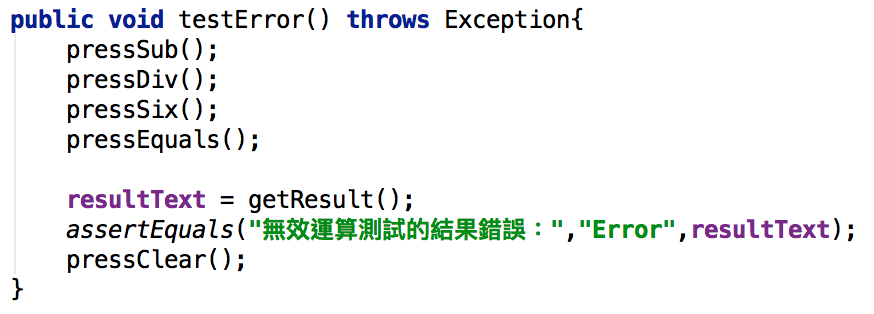 public void testError() throws Exception{
    pressSub();
    pressDiv();
    pressSix();
    pressEquals();

    resultText = getResult();
    assertEquals("無效運算測試的結果錯誤：","Error",resultText);
    pressClear();
}